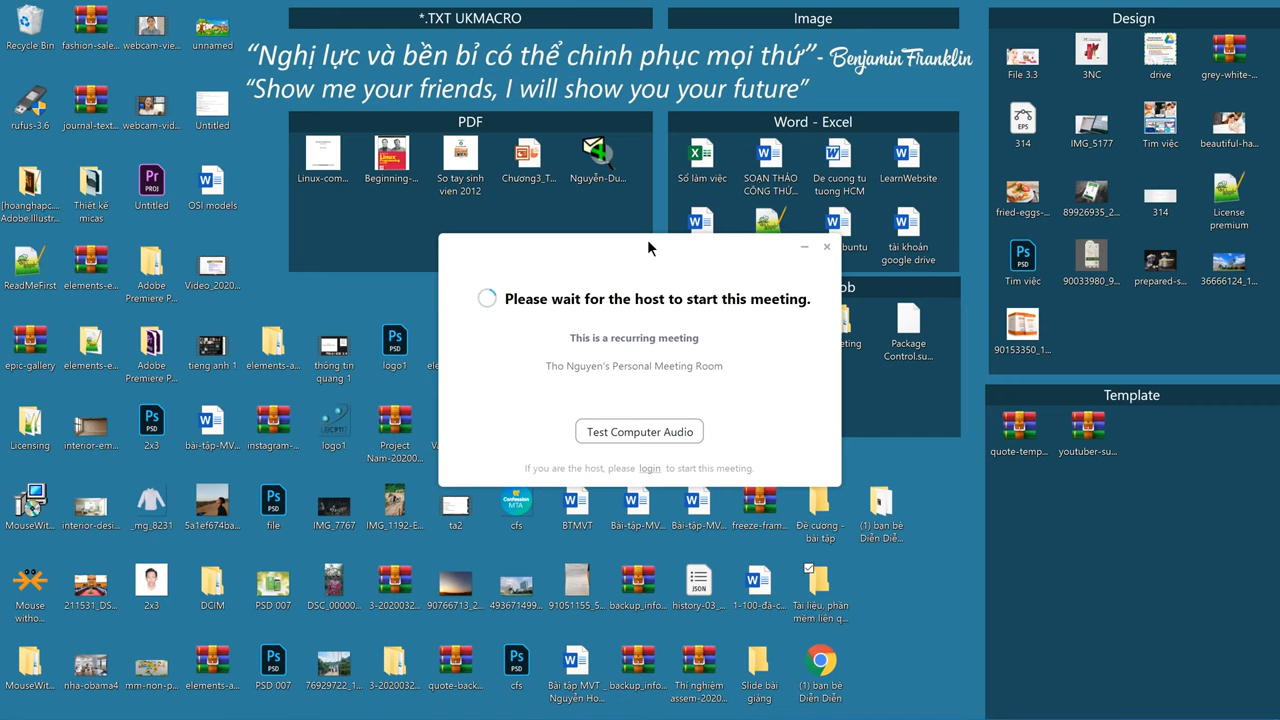 *.TXT UKMACRO
Image
Design
“Nghị lực và bền bỉ có thể chinh phục mọi thứ”- Benjamin Franklin
“Show me your friends, I will show you your future”
PDF
Word - Excel
Template
Recycle Bin
fashion-sale...
webcam-vie...
unnamed
rufus-3.6
journal-text...
webcam-vid...
Untitled
[hoanghapc....
Adobe.Illustr...
Thiết kế
micas
Untitled
OSI models
ReadMeFirst
elements-e...
Adobe
Premiere P...
Video_2020...
epic-gallery
elements-e...
Adobe
Premiere P...
tieng anh 1
elements-a...
thông tin
quang 1
logo1
Licensing
interior-em...
2x3
bài-tập-MV...
instagram-...
logo1
Project
Nam-20200...
MouseWit...
interior-desi...
_mg_8231
5a1ef674ba...
file
IMG_7767
IMG_1192-E...
ta2
cfs
BTMVT
Bài-tập-MV...
Bài-tập-MV...
freeze-fram...
Đề cương -
bài tập
(1) bạn bè
Diễn Diễ...
Mouse
witho...
211531_DS...
2x3
DCIM
PSD 007
DSC_00000...
3-2020032...
90766713_2...
493671499...
91051155_5...
backup_info...
history-03_...
1-100-đa-c...
Tài liệu, phần
mềm liên q...
MouseWit...
nha-obama4
mm-non-p...
elements-a...
PSD 007
76929722_1...
3-2020032...
quote-back...
cfs
Bài tập MVT _
Nguyễn Ho...
backup_info...
Thí nghiệm
assem-2020...
Slide bài
giảng
(1) bạn bè
Diễn Diễn
Linux-com...
Beginning-...
So tay sinh
vien 2012
Chương3_T...
Nguyễn-Du...
Sổ làm việc
SOẠN THẢO
CÔNG THỨ...
De cuong tu
tuong HCM
LearnWebsite
tài khoản
google drive
Package
Control.su...
File 3.3
3NC
drive
grey-white-...
314
IMG_5177
Tìm việc
beautiful-ha...
fried-eggs-...
89926935_2...
314
License
premium
Tìm việc
90033980_9...
prepared-s...
36666124_1...
90153350_1...
quote-temp...
youtuber-su...
Please wait for the host to start this meeting.
This is a recurring meeting
Tho Nguyen's Personal Meeting Room
Test Computer Audio
If you are the host, please login to start this meeting.